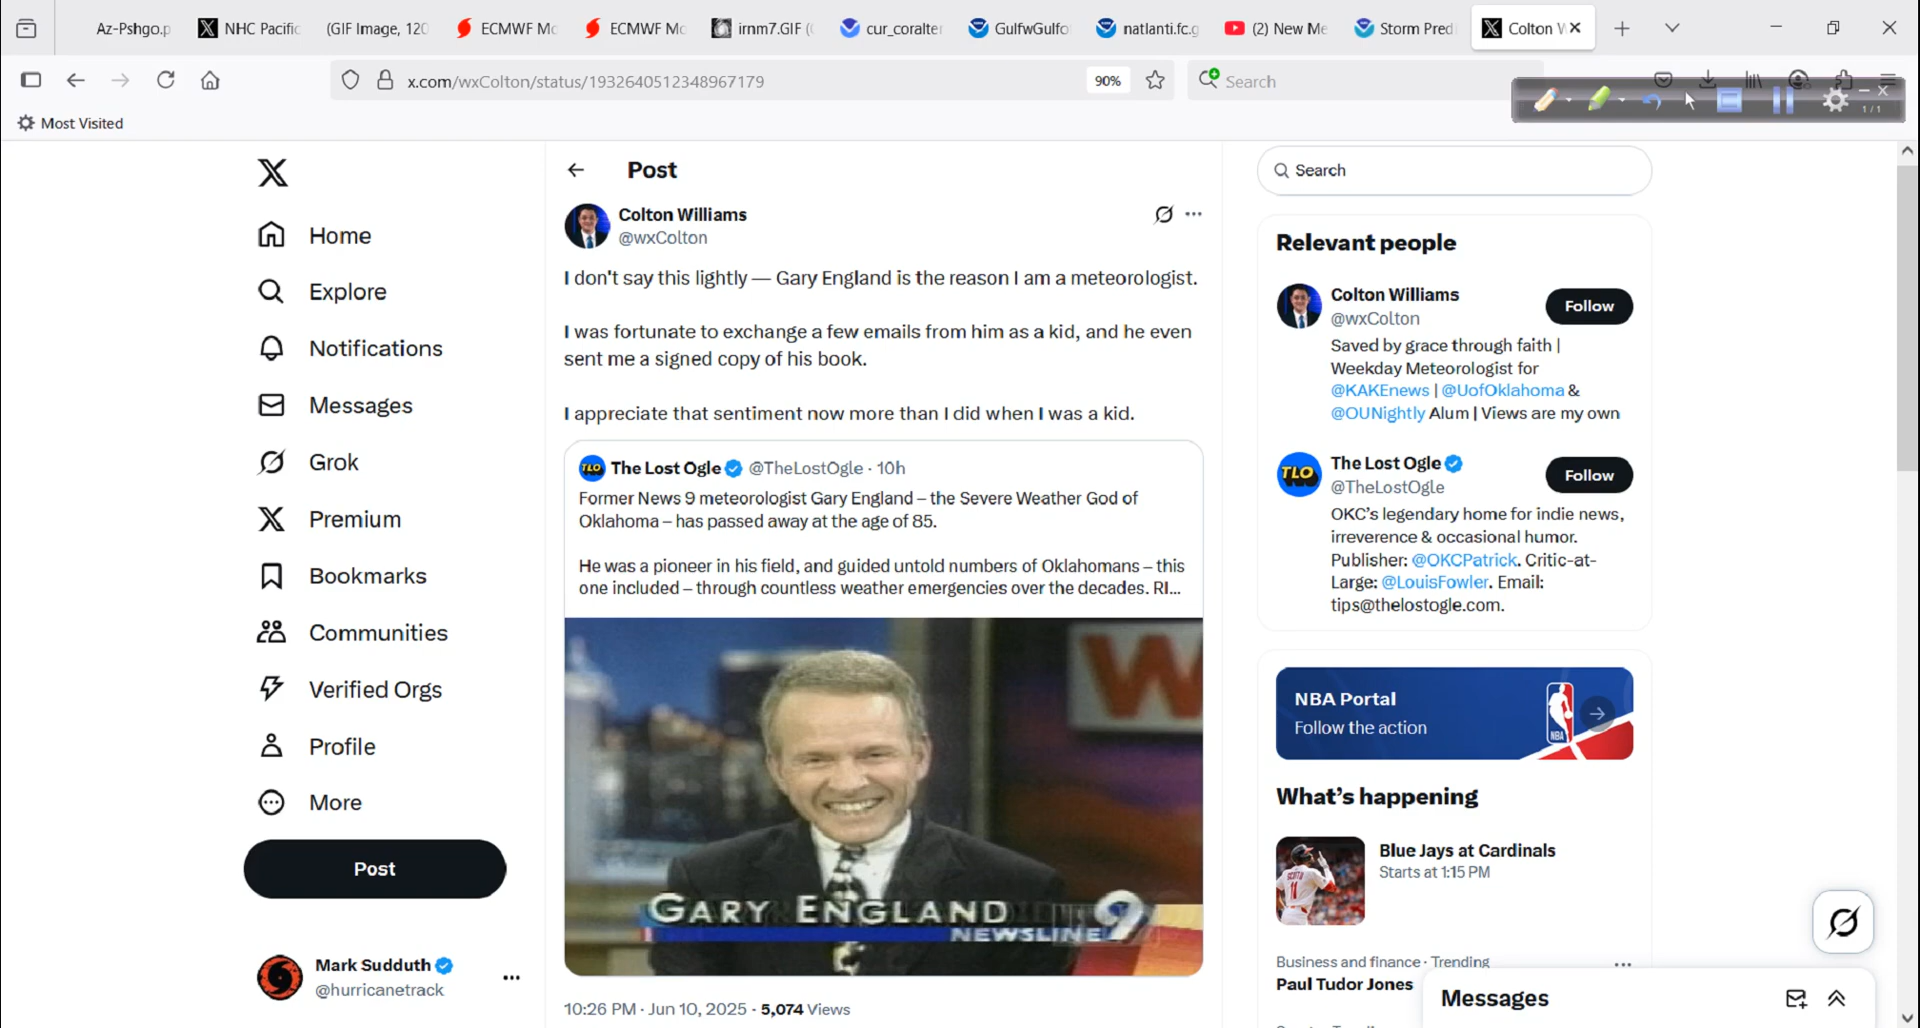 Az-Pshgo.p
NHC Pacific
(GIF Image, 120
ECMWF Mo
ECMWF Mo
irnm7.GIF (
cur_coralter
GulfwGulfo
natlanti.fc.g
(2) New Me
Storm Pred
Colton W
x.com/wxColton/status/1932640512348967179
90%
Search
1/1
Most Visited
Home
Explore
Notifications
Messages
Grok
Premium
Bookmarks
Communities
Verified Orgs
Profile
More
Post
Mark Sudduth
@hurricanetrack
Post
Colton Williams
@wxColton
I don't say this lightly — Gary England is the reason I am a meteorologist.
I was fortunate to exchange a few emails from him as a kid, and he even
sent me a signed copy of his book.
I appreciate that sentiment now more than I did when I was a kid.
TLO The Lost Ogle @TheLostOgle · 10h
Former News 9 meteorologist Gary England – the Severe Weather God of
Oklahoma – has passed away at the age of 85.
He was a pioneer in his field, and guided untold numbers of Oklahomans – this
one included – through countless weather emergencies over the decades. RI...
W
GARY ENGLAND
NEWSLINE 9
10:26 PM · Jun 10, 2025 · 5,074 Views
Search
Relevant people
Colton Williams
@wxColton
Follow
Saved by grace through faith |
Weekday Meteorologist for
@KAKEnews | @UofOklahoma &
@OUNightly Alum | Views are my own
TLO
The Lost Ogle
@TheLostOgle
Follow
OKC's legendary home for indie news,
irreverence & occasional humor.
Publisher: @OKCPatrick. Critic-at-
Large: @LouisFowler. Email:
tips@thelostogle.com.
NBA Portal
Follow the action
NBA
What's happening
Blue Jays at Cardinals
Starts at 1:15 PM
11
Business and finance · Trending
Paul Tudor Jones
Messages